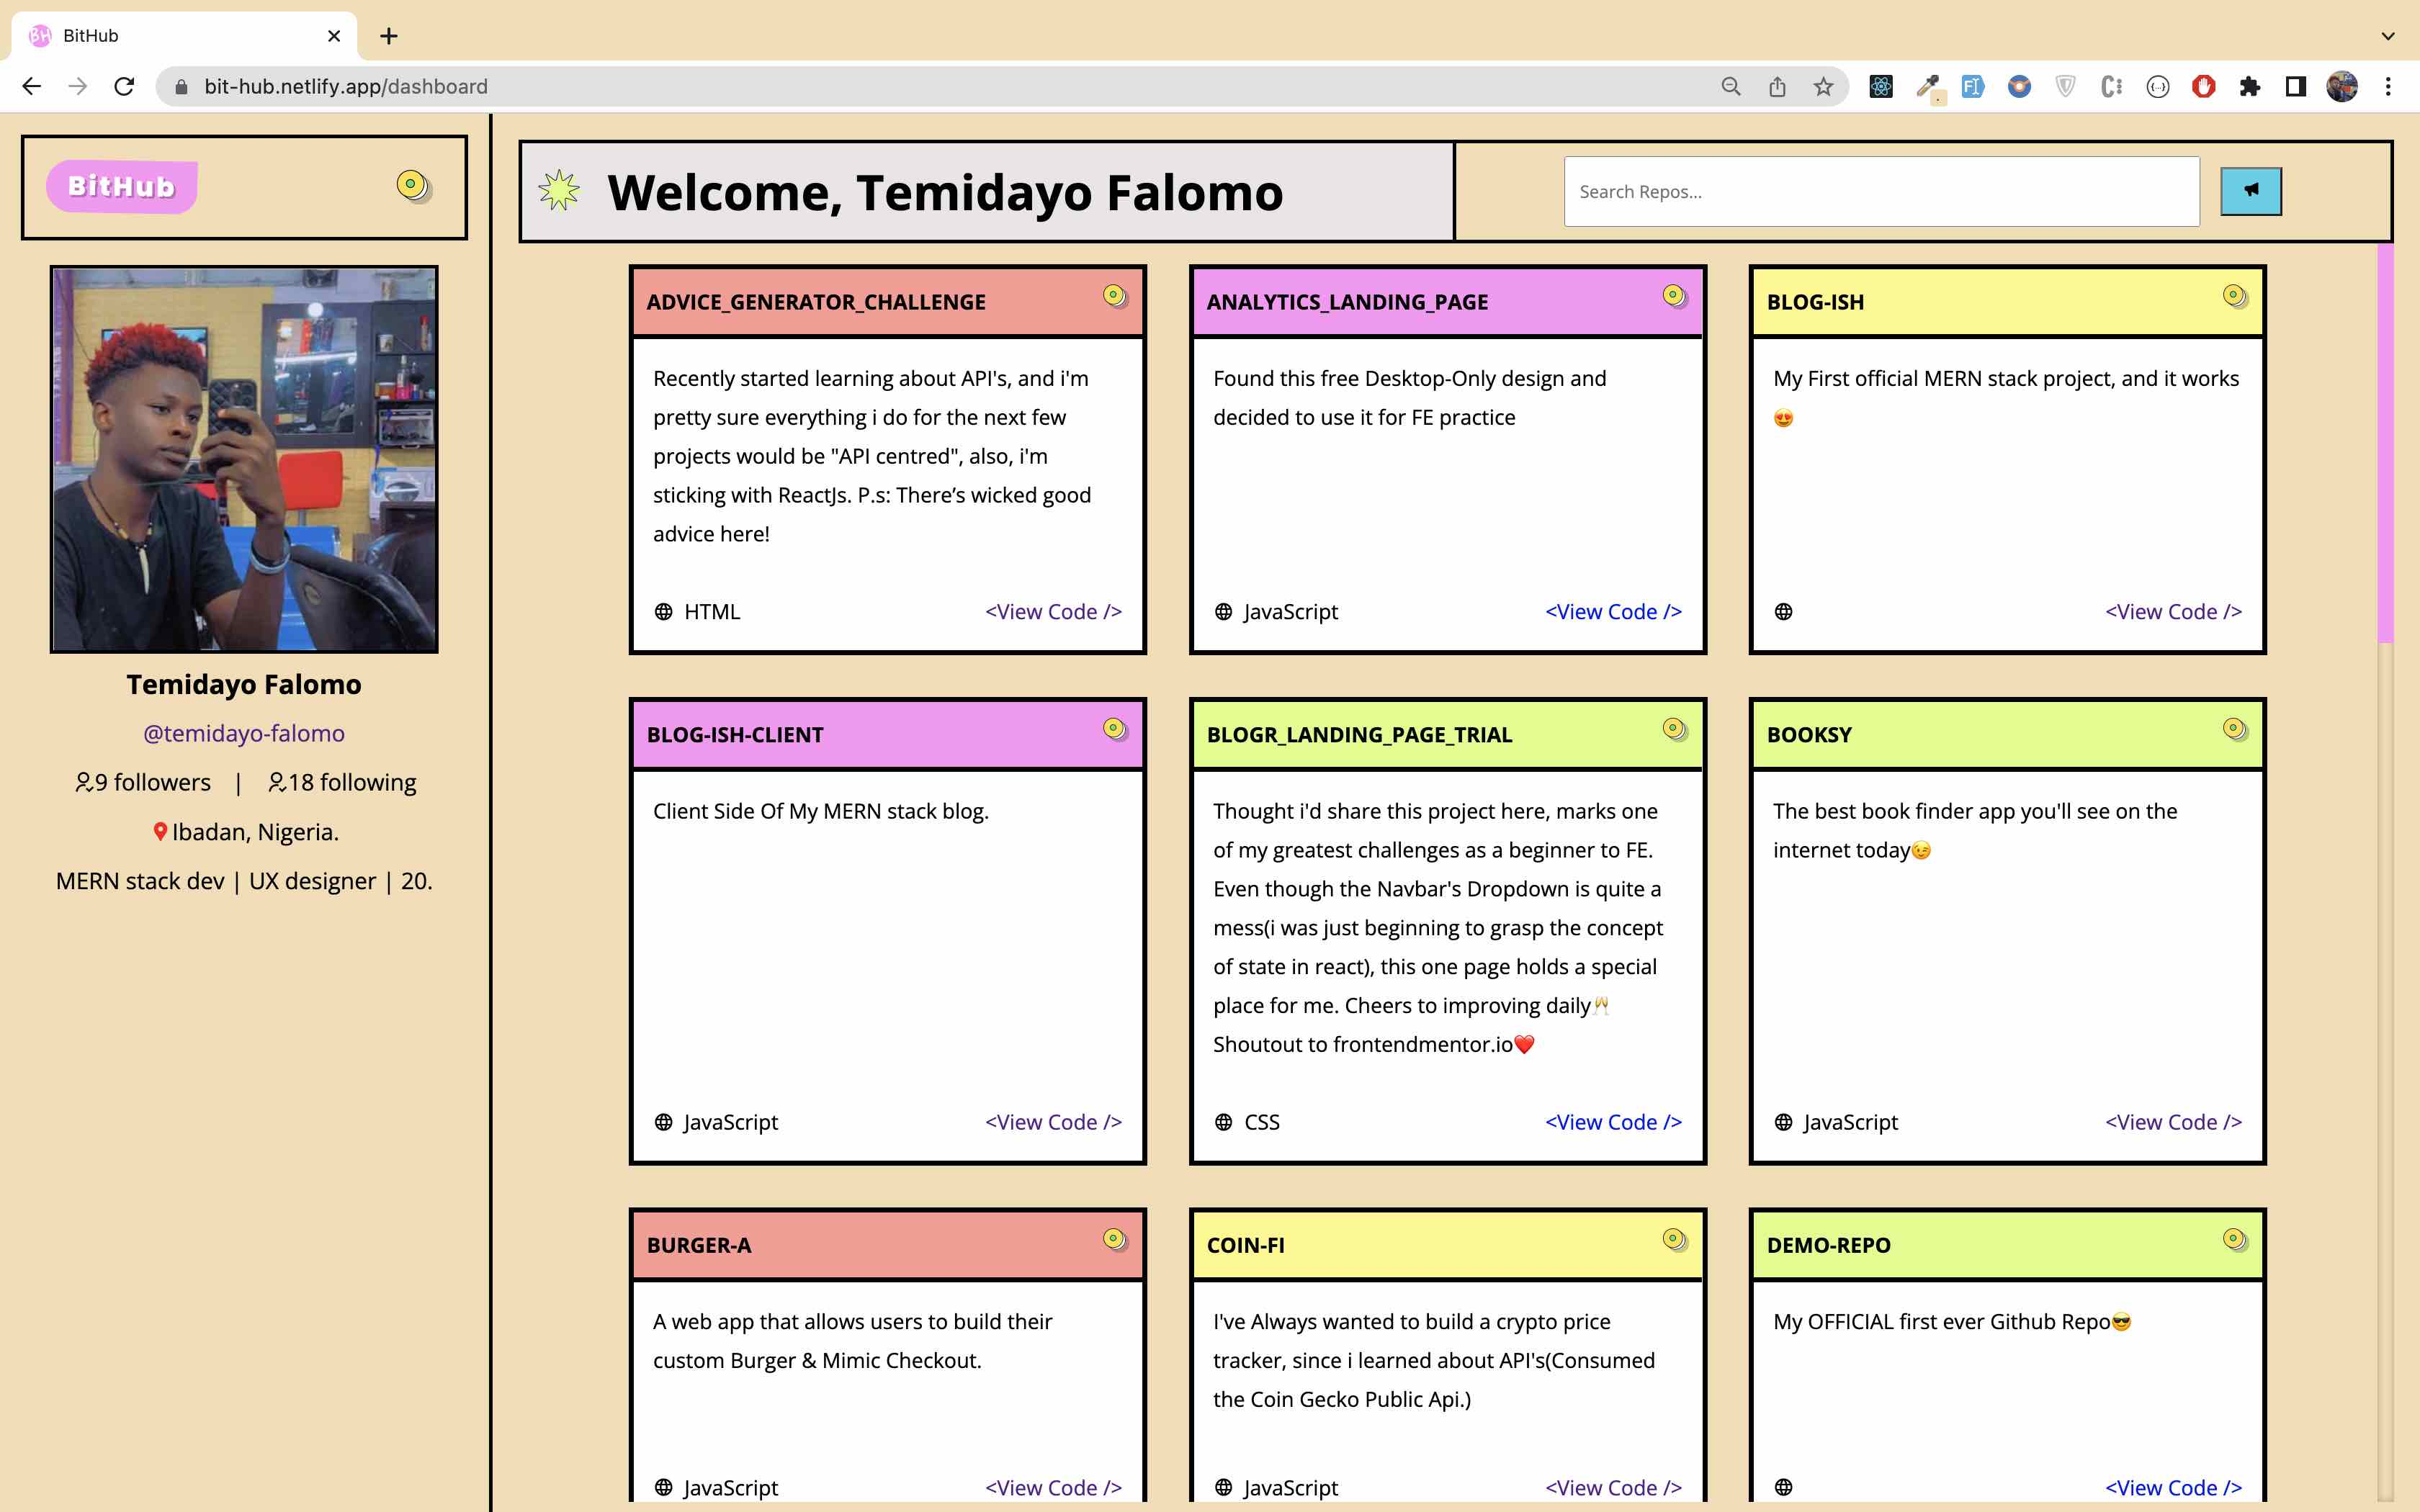 BitHub
bit-hub.netlify.app/dashboard
BitHub
Welcome, Temidayo Falomo
Search Repos...
Temidayo Falomo
@temidayo-falomo
9 followers | 18 following
Ibadan, Nigeria.
MERN stack dev | UX designer | 20.
ADVICE_GENERATOR_CHALLENGE
Recently started learning about API's, and i'm
pretty sure everything i do for the next few
projects would be "API centred", also, i'm
sticking with ReactJs. P.s: There’s wicked good
advice here!
HTML
<View Code />
ANALYTICS_LANDING_PAGE
Found this free Desktop-Only design and
decided to use it for FE practice
JavaScript
<View Code />
BLOG-ISH
My First official MERN stack project, and it works
😍
<View Code />
BLOG-ISH-CLIENT
Client Side Of My MERN stack blog.
JavaScript
<View Code />
BLOGR_LANDING_PAGE_TRIAL
Thought i'd share this project here, marks one
of my greatest challenges as a beginner to FE.
Even though the Navbar's Dropdown is quite a
mess(i was just beginning to grasp the concept
of state in react), this one page holds a special
place for me. Cheers to improving daily🥂
Shoutout to frontendmentor.io❤️
CSS
<View Code />
BOOKSY
The best book finder app you'll see on the
internet today😉
JavaScript
<View Code />
BURGER-A
A web app that allows users to build their
custom Burger & Mimic Checkout.
JavaScript
<View Code />
COIN-FI
I've Always wanted to build a crypto price
tracker, since i learned about API's(Consumed
the Coin Gecko Public Api.)
JavaScript
<View Code />
DEMO-REPO
My OFFICIAL first ever Github Repo😎
<View Code />